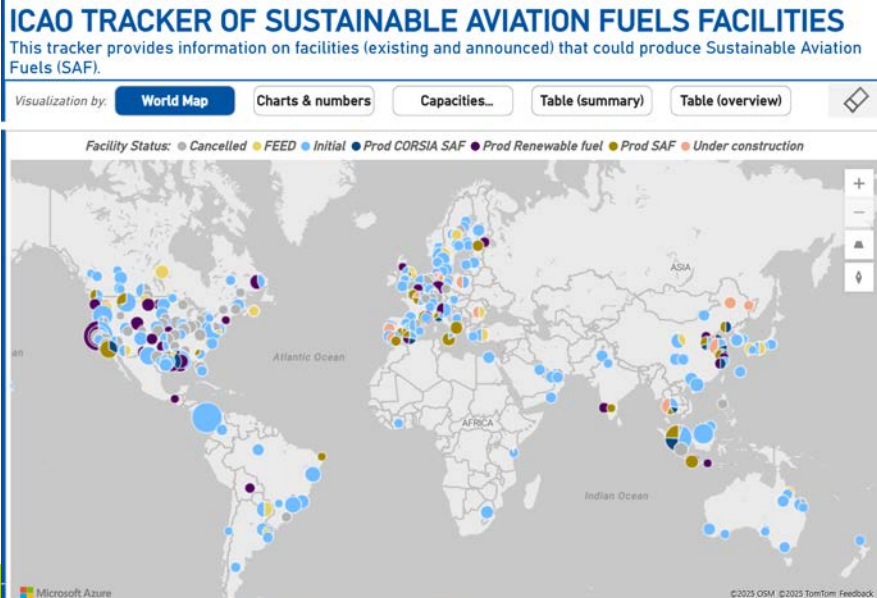 ICAO TRACKER OF SUSTAINABLE AVIATION FUELS FACILITIES
This tracker provides information on facilities (existing and announced) that could produce Sustainable Aviation
Fuels (SAF).
Visualization by: World Map Charts & numbers Capacities... Table (summary) Table (overview)
Facility Status: Cancelled FEED Initial Prod CORSIA SAF Prod Renewable fuel Prod SAF Under construction
ASIA
an
Atlantic Ocean
AFRICA
Indian Ocean
Microsoft Azure
©2025 OSM ©2025 TomTom Feedback